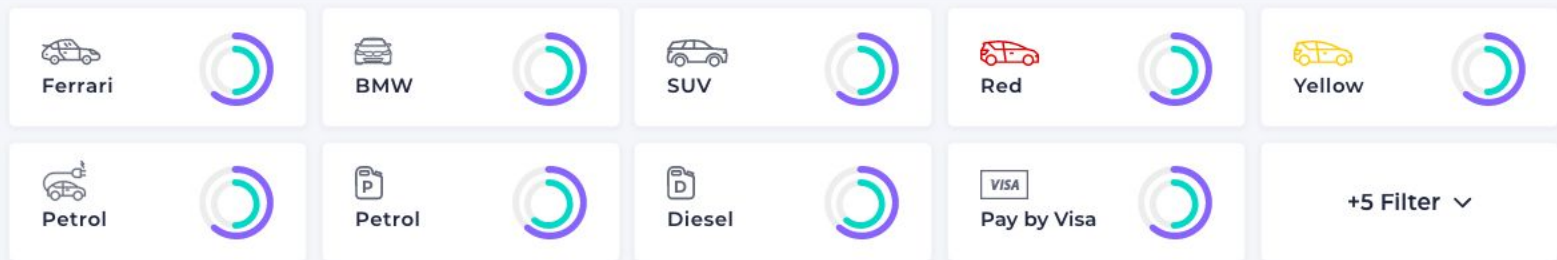 Ferrari
BMW
SUV
Red
Yellow
Petrol
P
Petrol
D
Diesel
VISA
Pay by Visa
+5 Filter